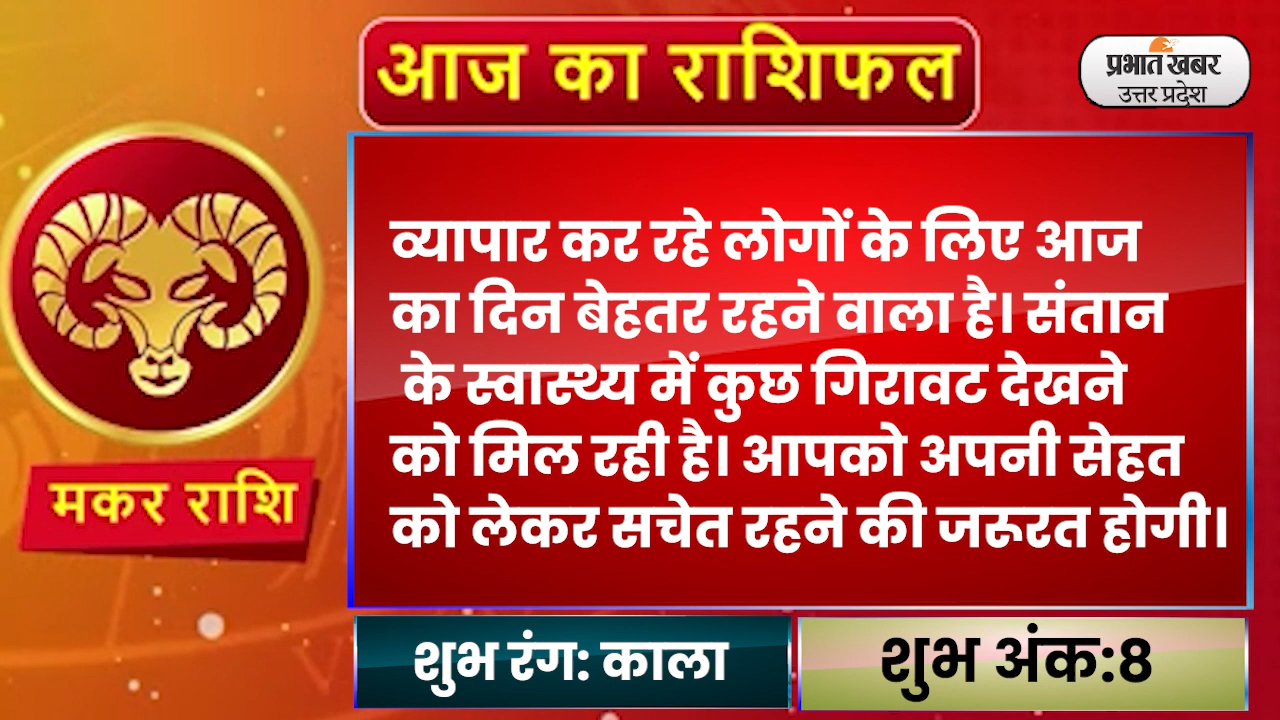 आज का राशिफल
प्रभात खबर
उत्तर प्रदेश
व्यापार कर रहे लोगों के लिए आज
का दिन बेहतर रहने वाला है। संतान
के स्वास्थ्य में कुछ गिरावट देखने
को मिल रही है। आपको अपनी सेहत
को लेकर सचेत रहने की जरूरत होगी।
मकर राशि
शुभ रंग: काला
शुभ अंक:8